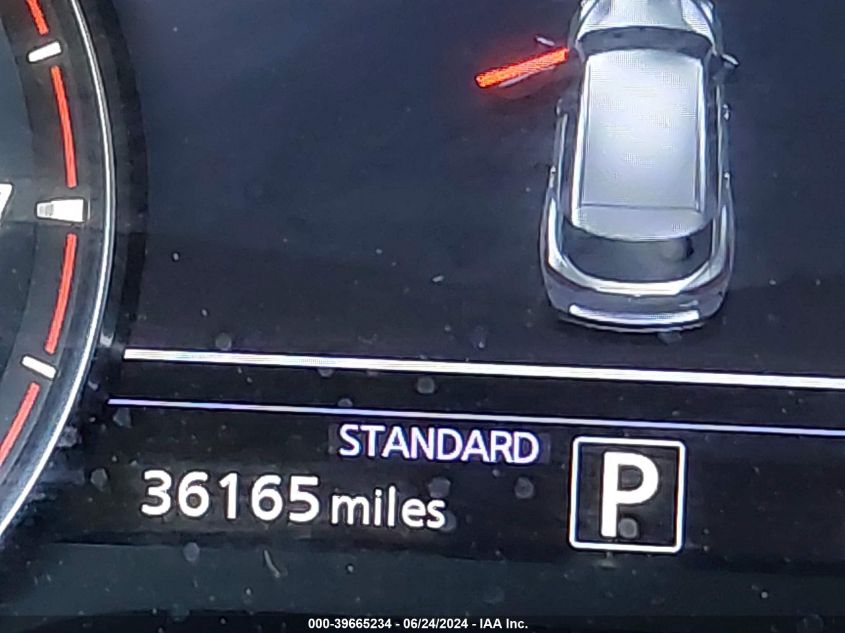 STANDARD
36165 miles
P
000-39665234 - 06/24/2024 - IAA Inc.